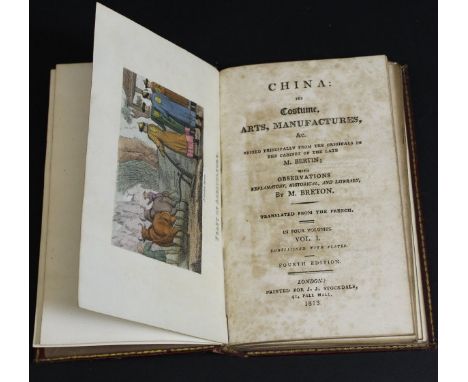 CHINA:
ITS
Costume,
ARTS, MANUFACTURES,
&c.
EDITED PRINCIPALLY FROM THE ORIGINALS IN
THE CABINET OF THE LATE
M. BERTIN;
WITH
OBSERVATIONS
EXPLANATORY, HISTORICAL, AND LITERARY,
By M. BRETON.
TRANSLATED FROM THE FRENCH.
IN FOUR VOLUMES.
VOL. I.
EMBELLISHED WITH PLATES.
FOURTH EDITION.
LONDON:
PRINTED FOR J. J. STOCKDALE,
41, PALL MALL.
1813.